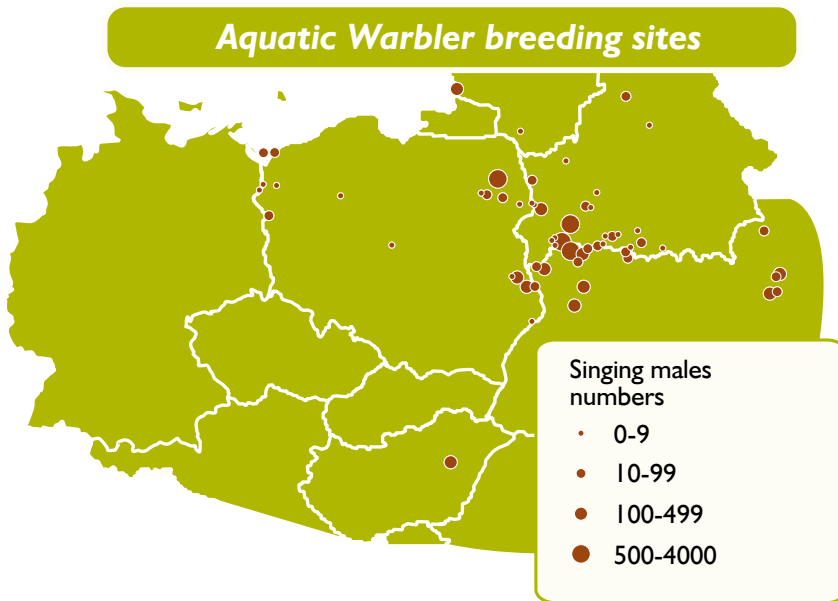 Aquatic Warbler breeding sites
Singing males
numbers
0-9
10-99
100-499
500-4000